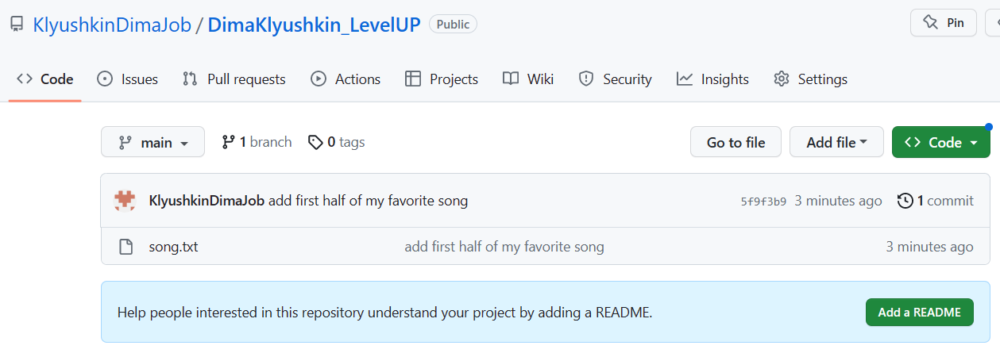 KlyushkinDimaJob / DimaKlyushkin_LevelUP Public Pin
Code Issues Pull requests Actions Projects Wiki Security Insights Settings
main 1 branch 0 tags Go to file Add file Code
KlyushkinDimaJob add first half of my favorite song 5f9f3b9 3 minutes ago 1 commit
song.txt add first half of my favorite song 3 minutes ago
Help people interested in this repository understand your project by adding a README. Add a README